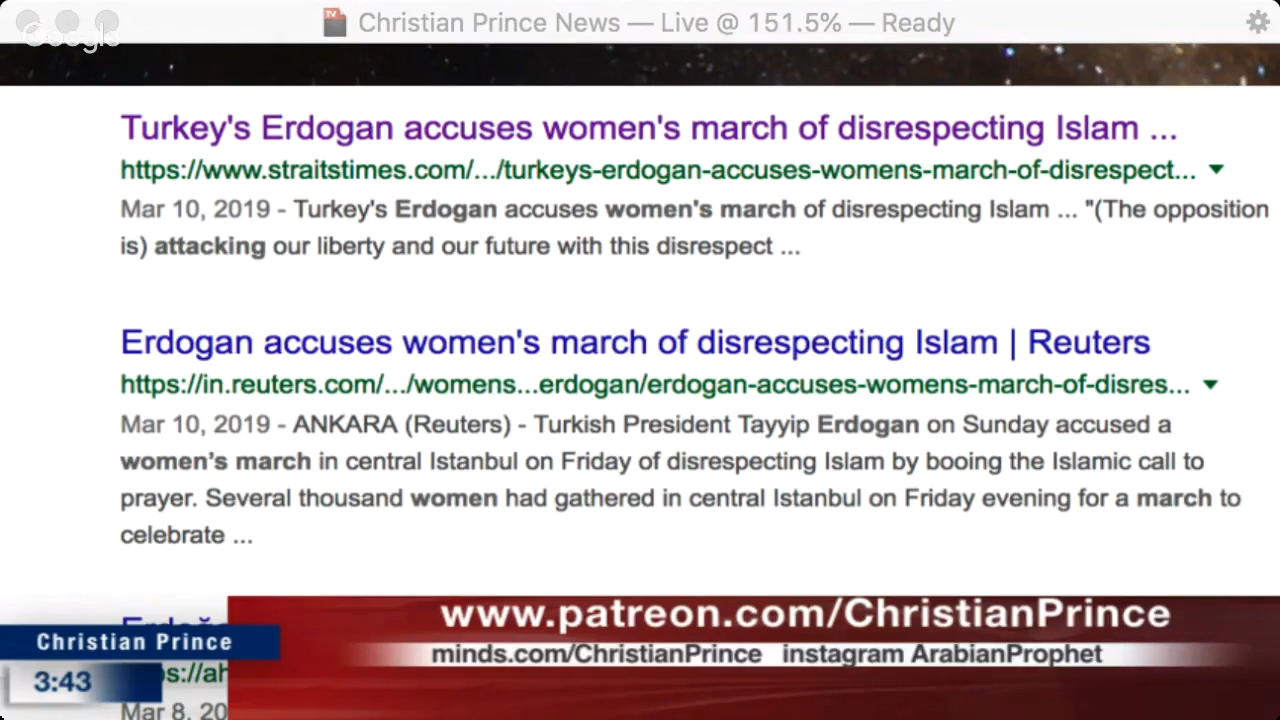 Christian Prince News — Live @ 151.5% — Ready
Google
Turkey's Erdogan accuses women's march of disrespecting Islam ...
https://www.straitstimes.com/.../turkeys-erdogan-accuses-womens-march-of-disrespect...
Mar 10, 2019 - Turkey's Erdogan accuses women's march of disrespecting Islam ... "(The opposition
is) attacking our liberty and our future with this disrespect ...
Erdogan accuses women's march of disrespecting Islam | Reuters
https://in.reuters.com/.../womens...erdogan/erdogan-accuses-womens-march-of-disres...
Mar 10, 2019 - ANKARA (Reuters) - Turkish President Tayyip Erdogan on Sunday accused a
women's march in central Istanbul on Friday of disrespecting Islam by booing the Islamic call to
prayer. Several thousand women had gathered in central Istanbul on Friday evening for a march to
celebrate ...
www.patreon.com/ChristianPrince
Christian Prince
minds.com/ChristianPrince instagram ArabianProphet
3:43
Mar 8, 20